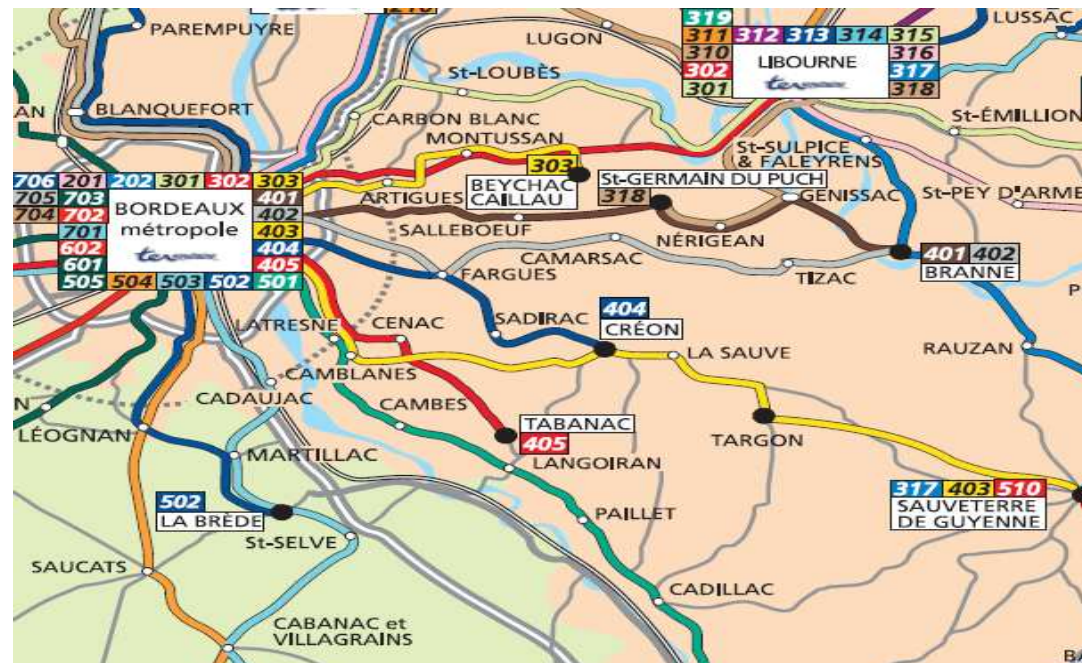 210
PAREMPUYRE
LUGON
LUSSAC
319
311 312 313 314 315
310 316
302 317
301 318
LIBOURNE
St-LOUBÈS
AN
BLANQUEFORT
CARBON BLANC
MONTUSSAN
St-ÉMILLION
St-SULPICE
& FALEYRENS
303
BEYCHAC
CAILLAU
St-GERMAIN DU PUCH
318
GENISSAC
St-PEY D'ARME
706 201 202 301 302 303
705 703 401
704 702 402
701 403
602 404
601 405
505 504 503 502 501
BORDEAUX
métropole
ARTIGUES
SALLEBOEUF
NÉRIGEAN
CAMARSAC
FARGUES
TIZAC
401 402
BRANNE
P
404
CRÉON
SADIRAC
LATRESNE
CENAC
LA SAUVE
RAUZAN
CAMBLANES
CADAUJAC
CAMBES
N
LÉOGNAN
TABANAC
405
TARGON
MARTILLAC
LANGOIRAN
502
LA BRÈDE
317 403 510
SAUVETERRE
DE GUYENNE
PAILLET
St-SELVE
SAUCATS
CADILLAC
CABANAC et
VILLAGRAINS
BA